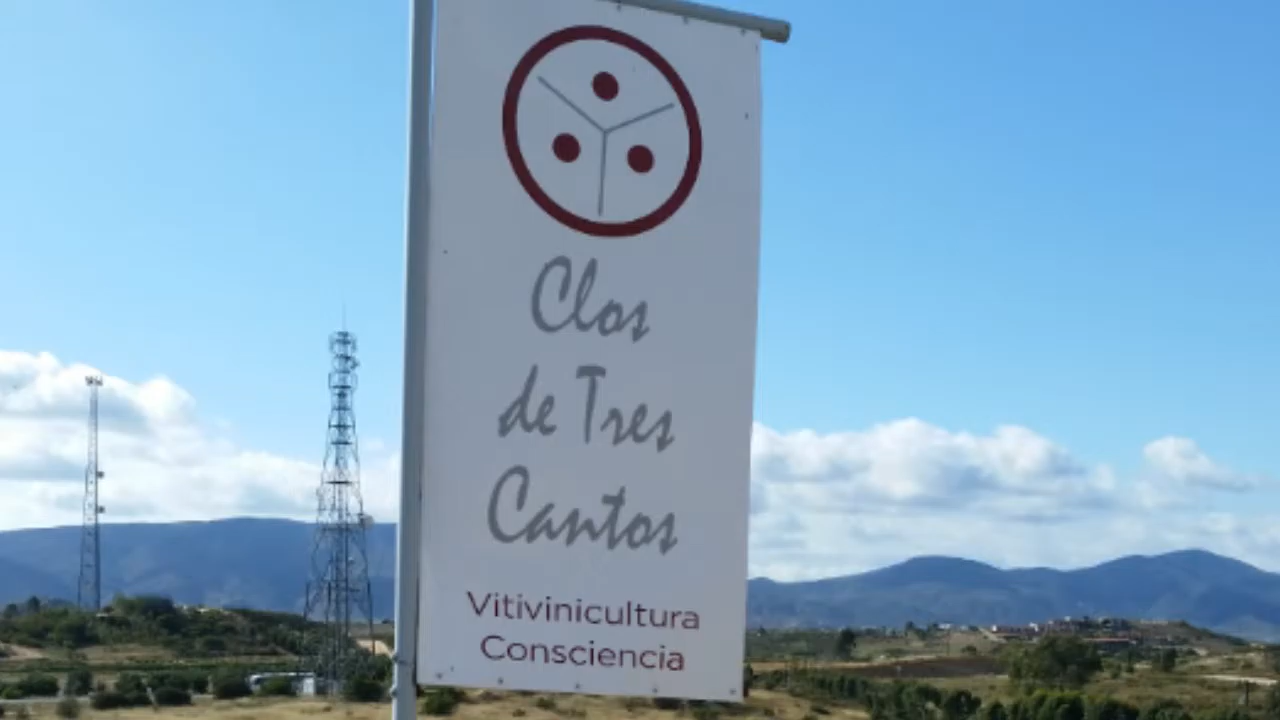 Clos
de Tres
Cantos
Vitivinicultura
Consciencia